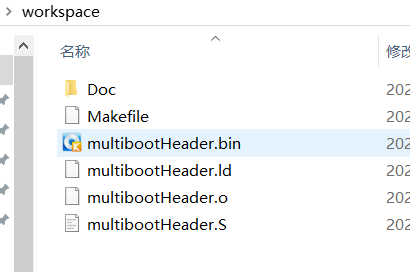 workspace
名称
修改
Doc
202
Makefile
202
multibootHeader.bin
202
multibootHeader.ld
202
multibootHeader.o
202
multibootHeader.S
202